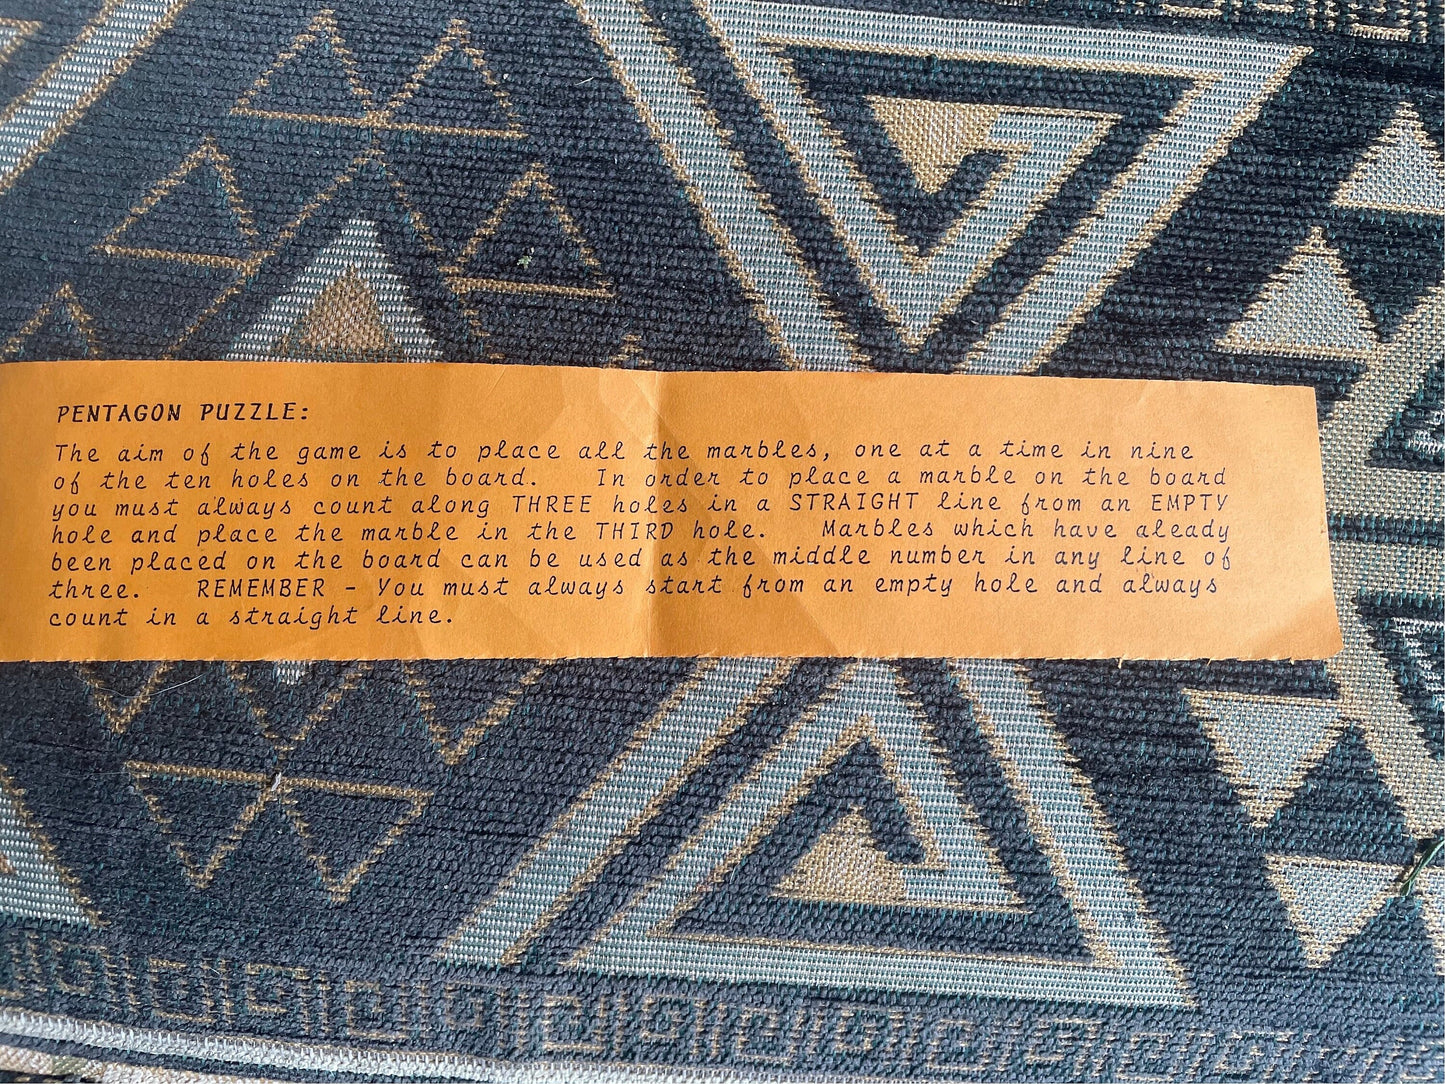 PENTAGON PUZZLE:
The aim of the game is to place all the marbles, one at a time in nine
of the ten holes on the board. In order to place a marble on the board
you must always count along THREE holes in a STRAIGHT line from an EMPTY
hole and place the marble in the THIRD hole. Marbles which have aleady
been placed on the board can be used as the middle number in any line of
three. REMEMBER - You must always start from an empty hole and always
count in a straight line.